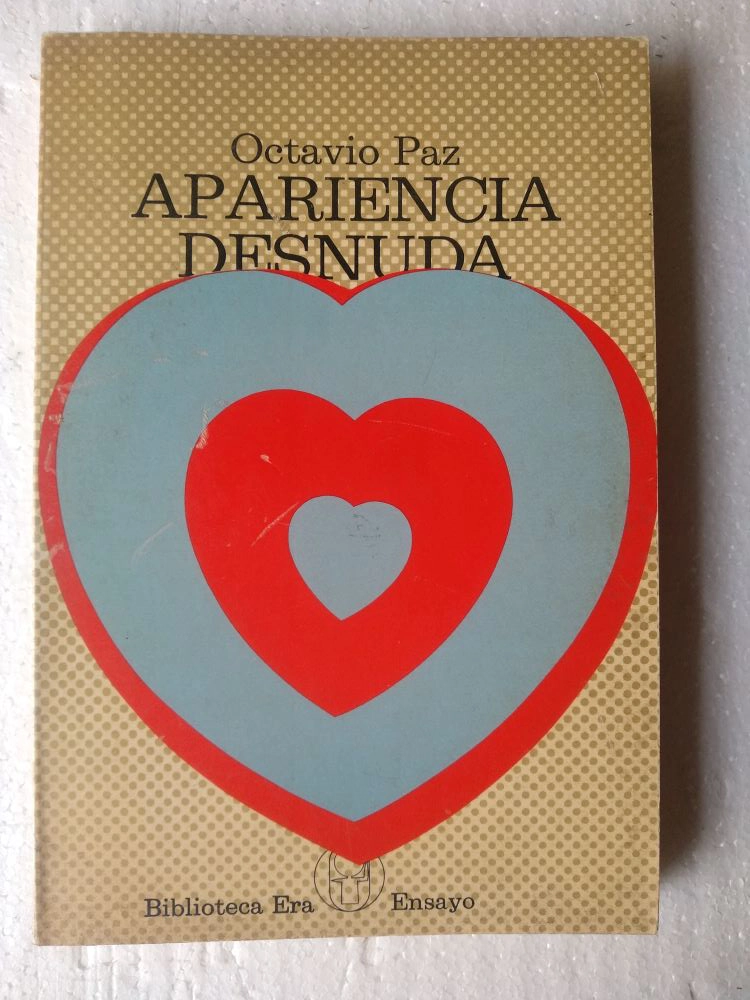 Octavio Paz
APARIENCIA
DESNUDA
Biblioteca Era Ensayo